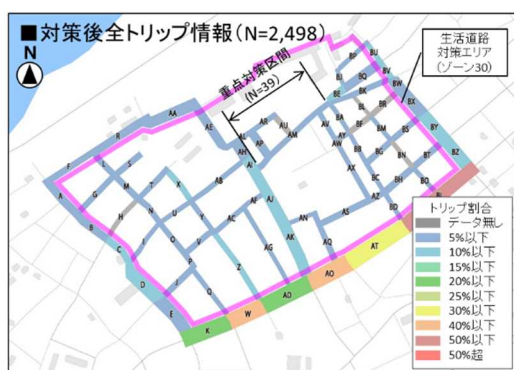 ■対策後全トリップ情報(N=2,498)
N
重点対策区間
(N=39)
生活道路
対策エリア
(ゾーン30)
BP
BU
BJ
BQ
BV
BE
BK
BW
AA
R
AE
AR
AU
AM
AL
AP
AH
AI
AV
BA
BL
BR
BX
AY
BF
BM
BS
BY
AW
BG
BN
BT
BZ
F
L
S
A
G
M
T
X
AB
AJ
AX
BC
BH
BO
AZ
B
H
N
U
Y
AC
AF
AN
AS
BD
C
I
O
V
AK
AQ
D
P
Z
AG
AT
J
Q
AO
E
AD
K
W
トリップ割合
データ無し
5%以下
10%以下
15%以下
20%以下
25%以下
30%以下
40%以下
50%以下
50%超